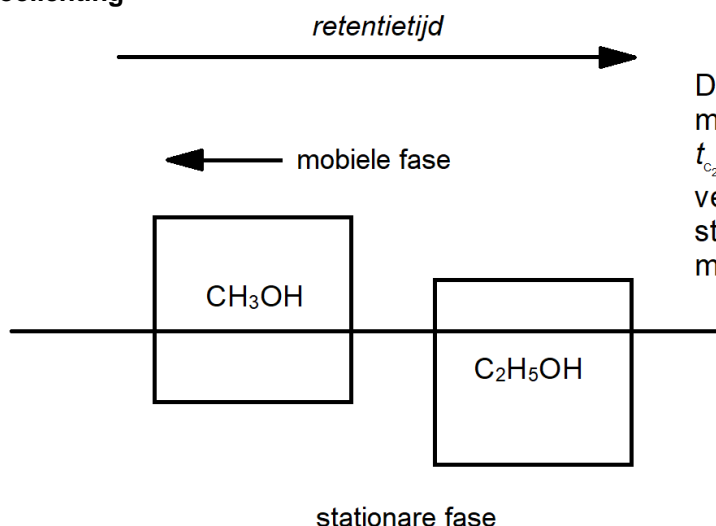 retentietijd
mobiele fase
CH₃OH
C₂H₅OH
stationare fase